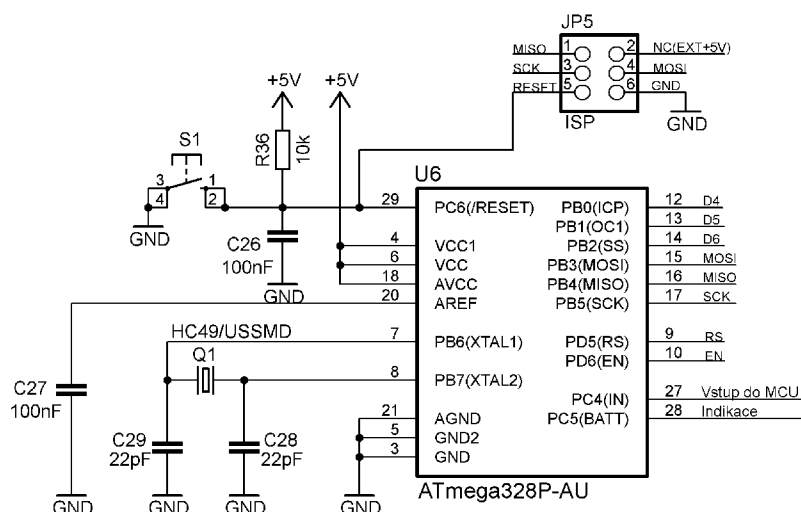 JP5
MISO 1 2 NC(EXT+5V)
SCK 3 4 MOSI
RESET 5 6 GND
ISP
GND
+5V
+5V
S1
3 1
4 2
GND
R36
10k
C26
100nF
GND
U6
29 PC6(/RESET)
4 VCC1
6 VCC
18 AVCC
20 AREF
7 PB6(XTAL1)
8 PB7(XTAL2)
21 AGND
5 GND2
3 GND
PB0(ICP) 12 D4
PB1(OC1) 13 D5
PB2(SS) 14 D6
PB3(MOSI) 15 MOSI
PB4(MISO) 16 MISO
PB5(SCK) 17 SCK
PD5(RS) 9 RS
PD6(EN) 10 EN
PC4(IN) 27 Vstup do MCU
PC5(BATT) 28 Indikace
ATmega328P-AU
HC49/USSMD
Q1
C27
100nF
C29
22pF
C28
22pF
GND
GND
GND
GND